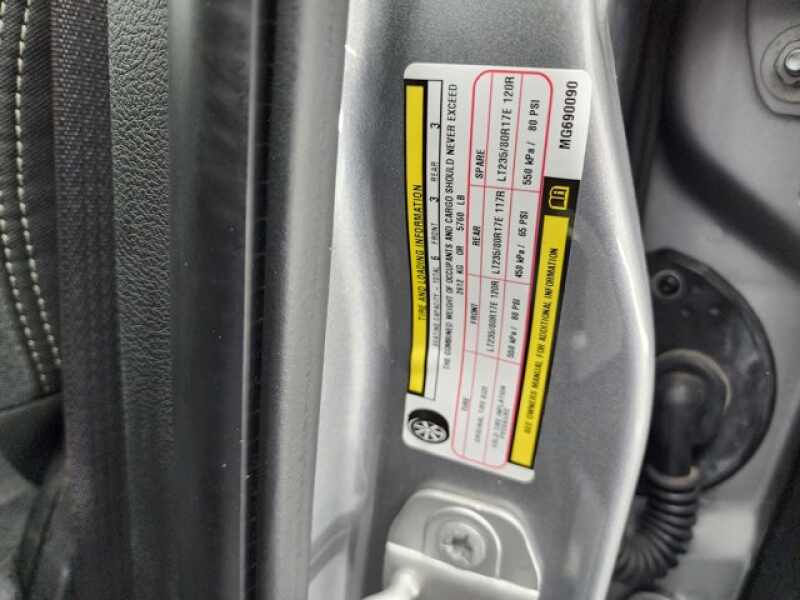 TIRE AND LOADING INFORMATION
SEATING CAPACITY - TOTAL 6 FRONT 3 REAR 3
THE COMBINED WEIGHT OF OCCUPANTS AND CARGO SHOULD NEVER EXCEED
2612 KG OR 5760 LB
TIRE FRONT REAR SPARE
ORIGINAL TIRE SIZE LT235/80R17E 120R LT235/80R17E 117R LT235/80R17E 120R
COLD TIRE INFLATION PRESSURE 550 kPa / 80 PSI 450 kPa / 65 PSI 550 kPa / 80 PSI
SEE OWNERS MANUAL FOR ADDITIONAL INFORMATION
MG690090